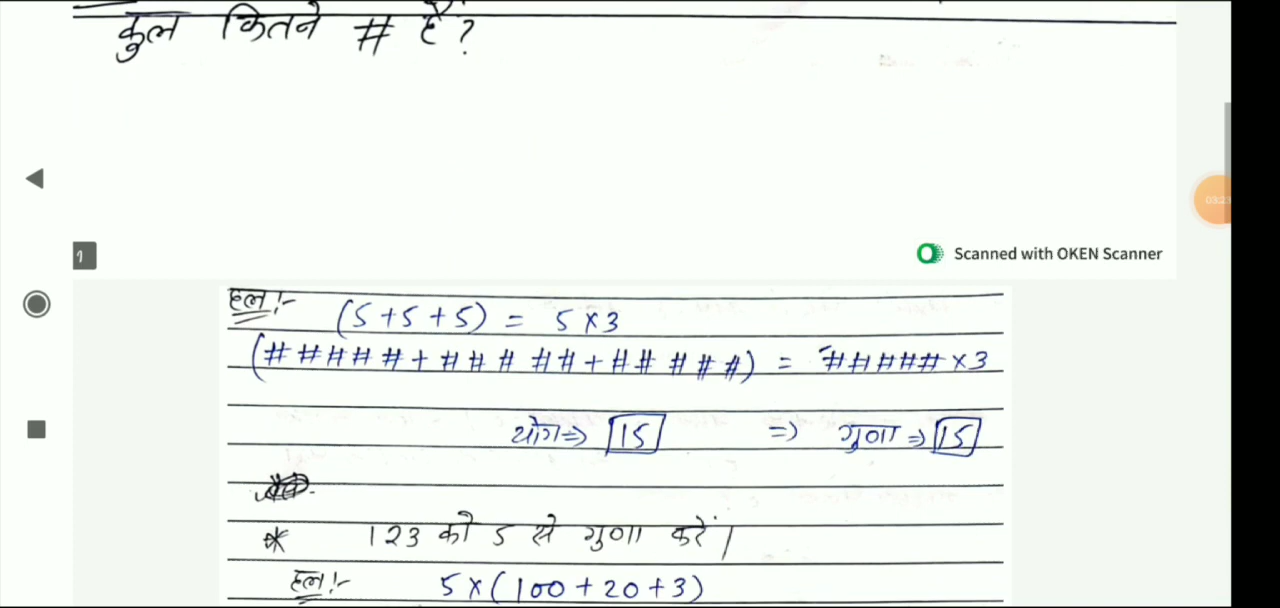 कुल कितने # हैं?
1
Scanned with OKEN Scanner
हल:-
(5+5+5) = 5×3
(#####+#####+#####) = #####×3
योग⇒ 15 ⇒ गुणा⇒ 15
* 123 को 5 से गुणा करें।
हल:- 5×(100+20+3)